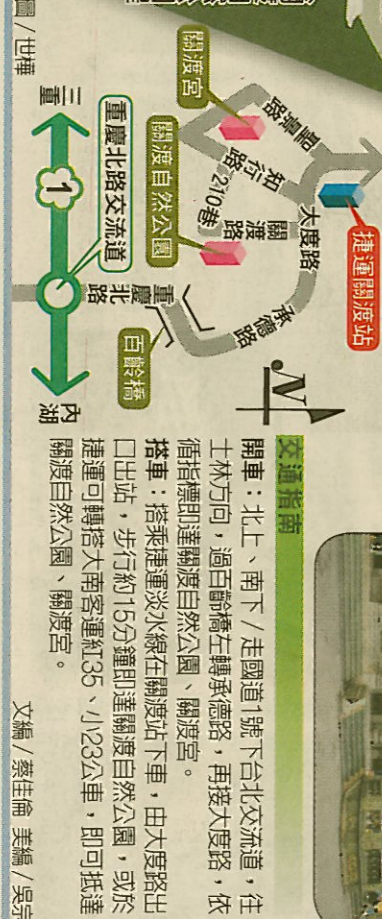 捷運關渡站
大度路
關渡路
知行路
210巷
聖景路
關渡宮
關渡自然公園
承德路
重慶北路
百齡橋
重慶北路交流道
三重
1
內湖
N
圖/世樺
交通指南
開車：北上、南下/走國道1號下台北交流道，往
士林方向，過百齡橋左轉承德路，再接大度路，依
循指標即達關渡自然公園、關渡宮。
搭車：搭乘捷運淡水線在關渡站下車，由大度路出
口出站，步行約15分鐘即達關渡自然公園，或於
捷運可轉搭大南客運紅35、小23公車，即可抵達
關渡自然公園、關渡宮。
文編/蔡佳倫 美編/吳宗